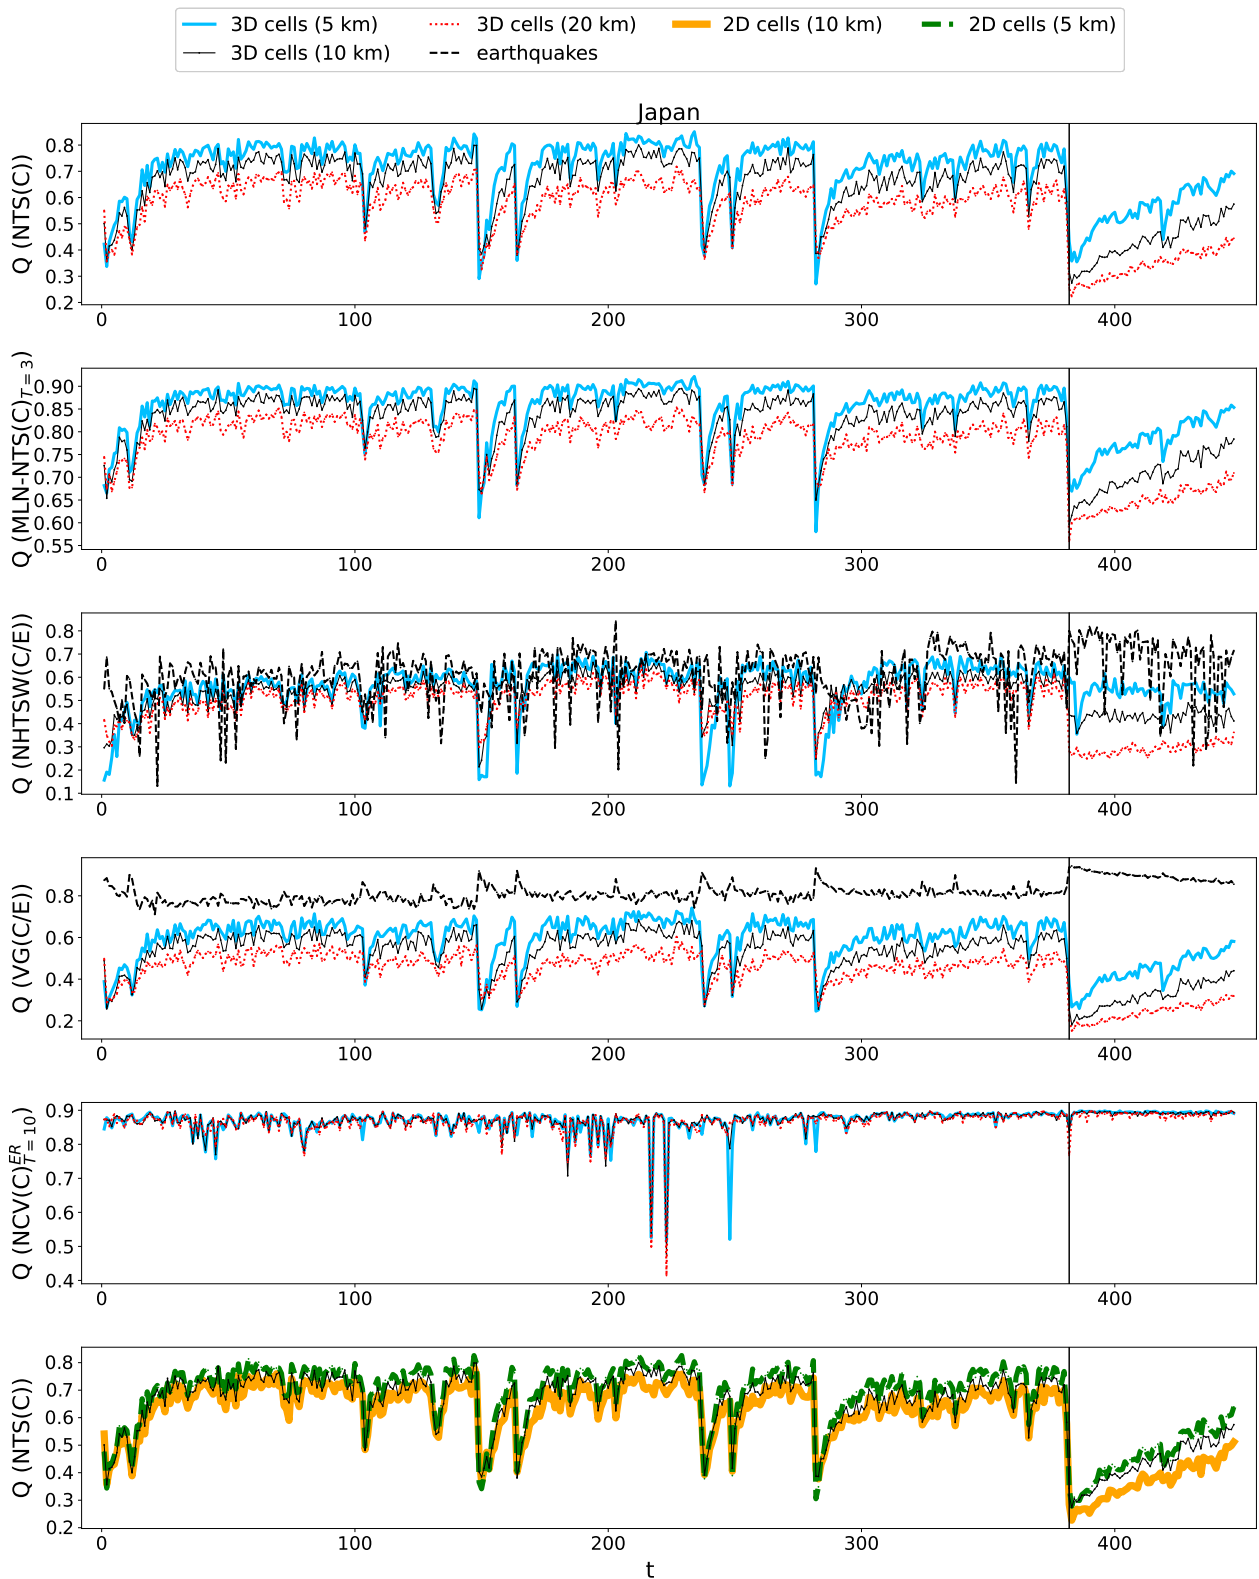 3D cells (5 km) 3D cells (20 km) 2D cells (10 km) 2D cells (5 km)
3D cells (10 km) earthquakes
Japan
Q (NTS(C))
0.8
0.7
0.6
0.5
0.4
0.3
0.2
0 100 200 300 400
Q (MLN-NTS(C)T=3)
0.90
0.85
0.80
0.75
0.70
0.65
0.60
0.55
0 100 200 300 400
Q (NHTSW(C/E))
0.8
0.7
0.6
0.5
0.4
0.3
0.2
0.1
0 100 200 300 400
Q (VG(C/E))
0.8
0.6
0.4
0.2
0 100 200 300 400
Q (NCV(C)ER T=10)
0.9
0.8
0.7
0.6
0.5
0.4
0 100 200 300 400
Q (NTS(C))
0.8
0.7
0.6
0.5
0.4
0.3
0.2
0 100 200 300 400
t